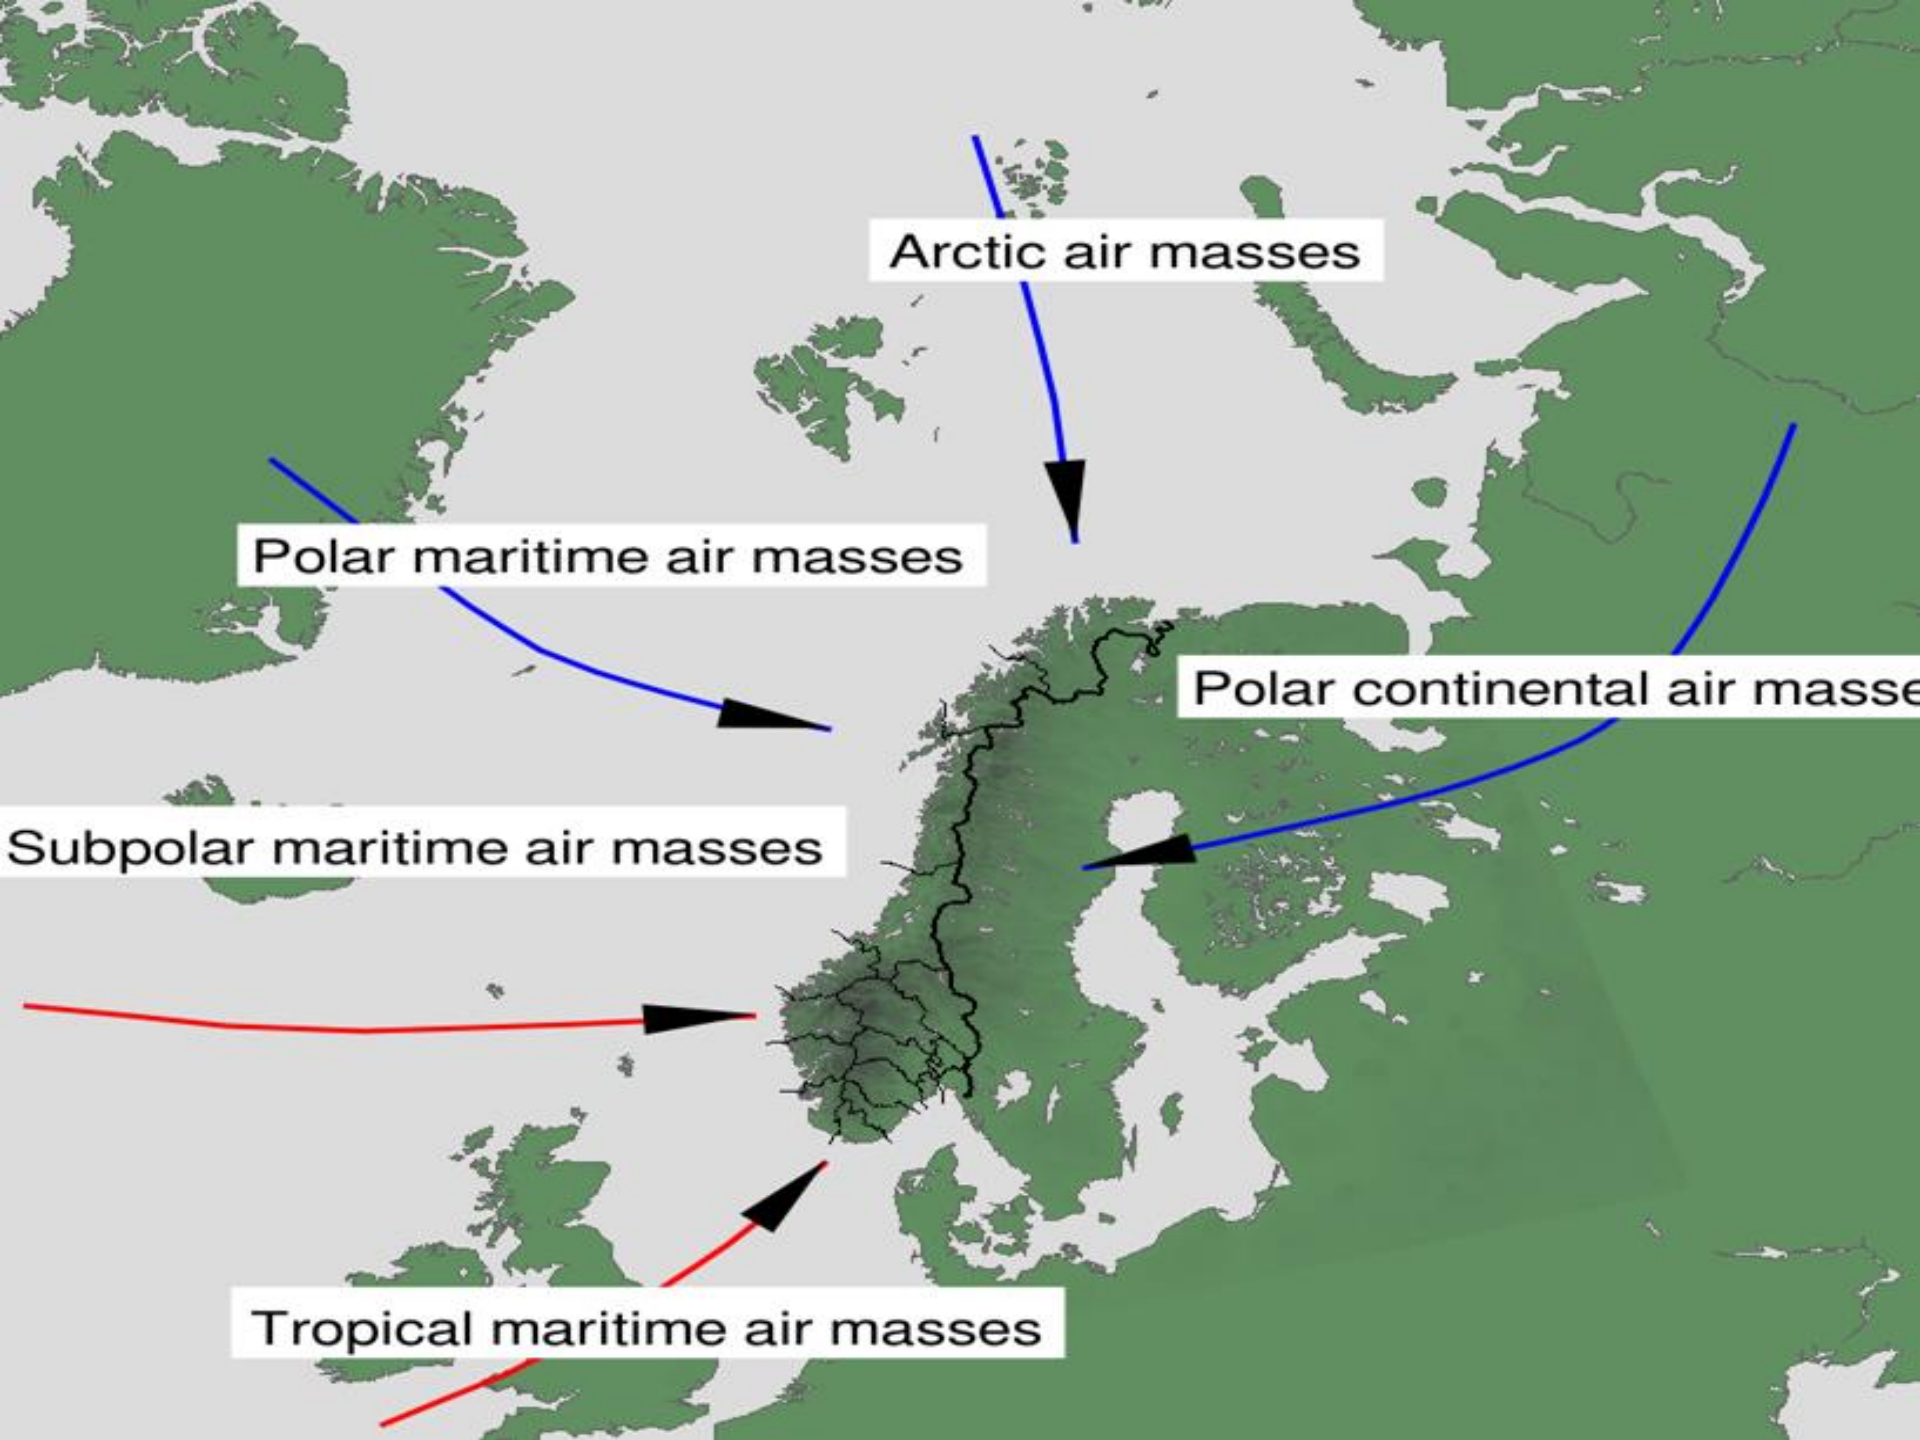 Arctic air masses
Polar maritime air masses
Polar continental air masse
Subpolar maritime air masses
Tropical maritime air masses